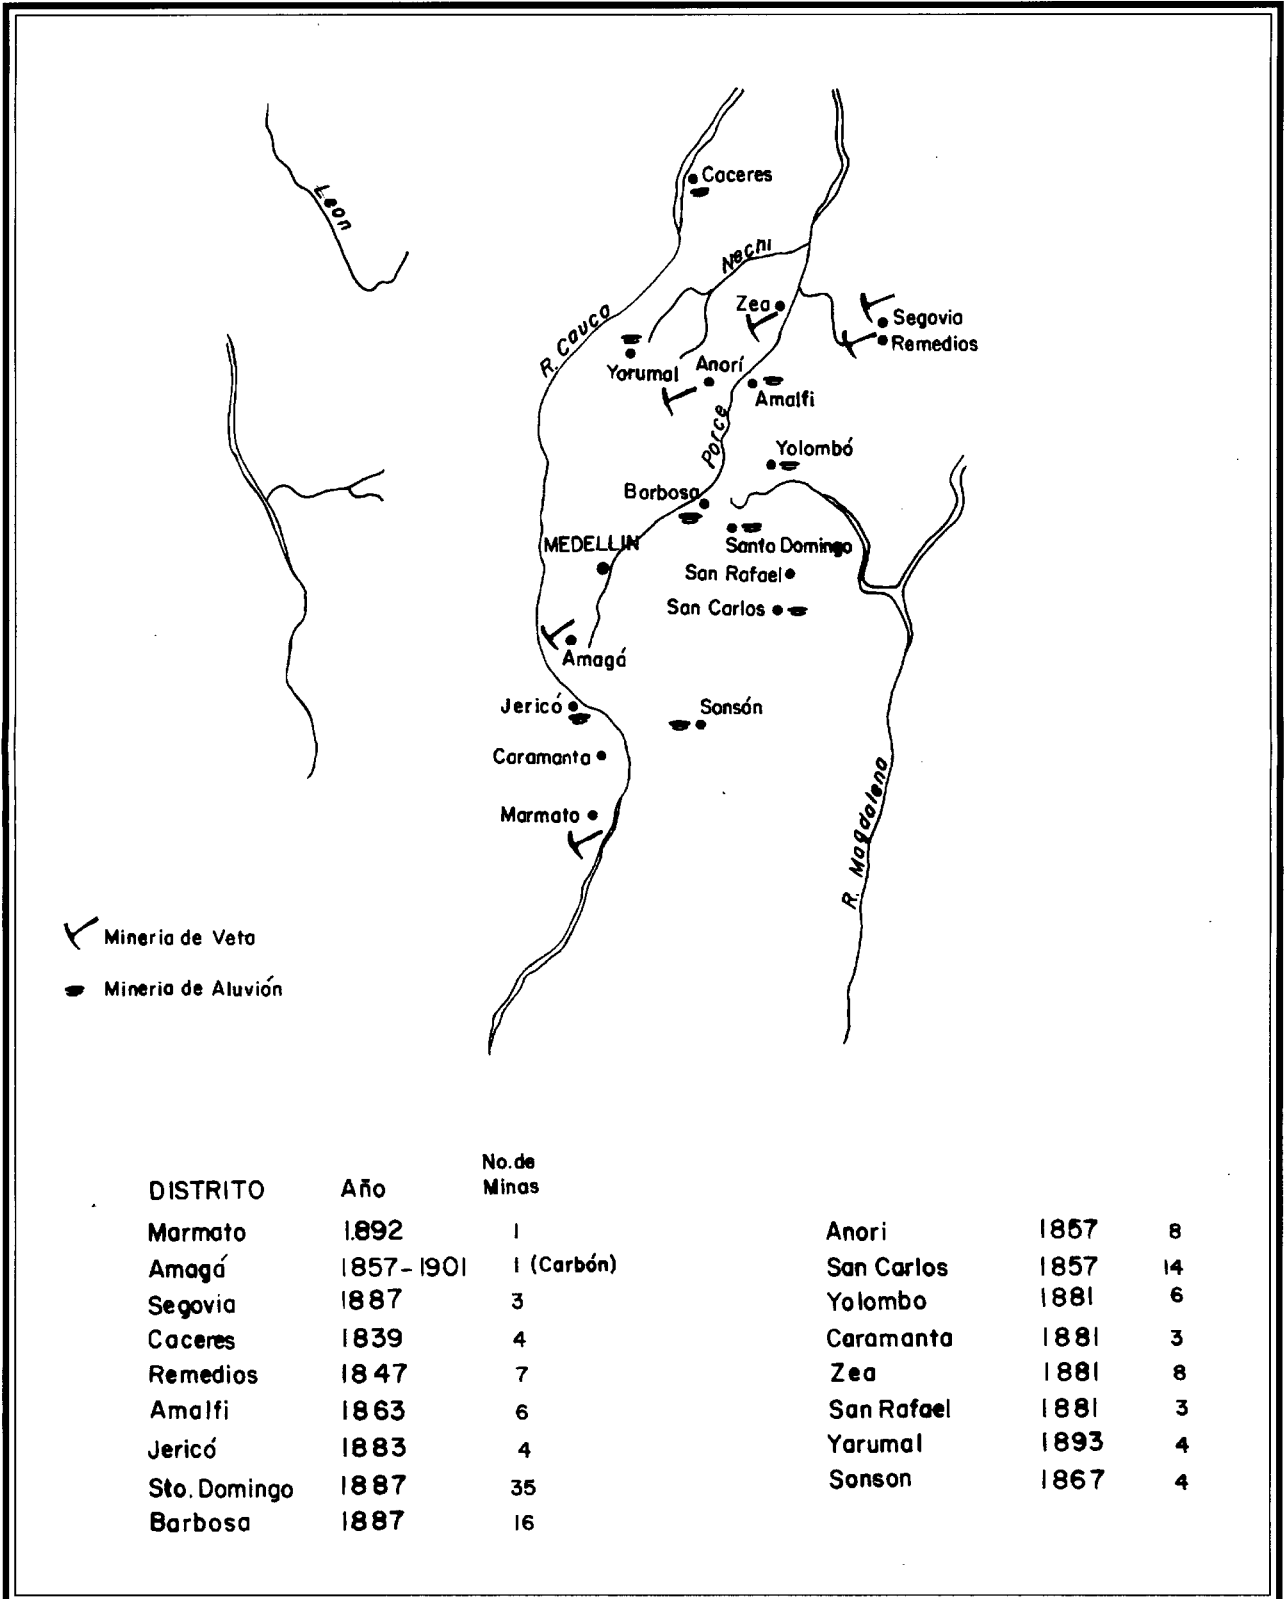 Caceres
Leon
Nechi
Zea
Segovia
Remedios
R. Cauca
Yorumal
Anorí
Amalfi
Porce
Yolombó
Barbosa
MEDELLIN
Santo Domingo
San Rafael
San Carlos
Amagá
Jericó
Sonsón
Caramanta
Marmato
R. Magdalena
Mineria de Veta
Mineria de Aluvión
DISTRITO Año No. de Minas
Marmato 1.892 1
Amagá 1857-1901 1 (Carbón)
Segovia 1887 3
Caceres 1839 4
Remedios 1847 7
Amalfi 1863 6
Jericó 1883 4
Sto. Domingo 1887 35
Barbosa 1887 16
Anori 1857 8
San Carlos 1857 14
Yolombo 1881 6
Caramanta 1881 3
Zea 1881 8
San Rafael 1881 3
Yarumal 1893 4
Sonson 1867 4